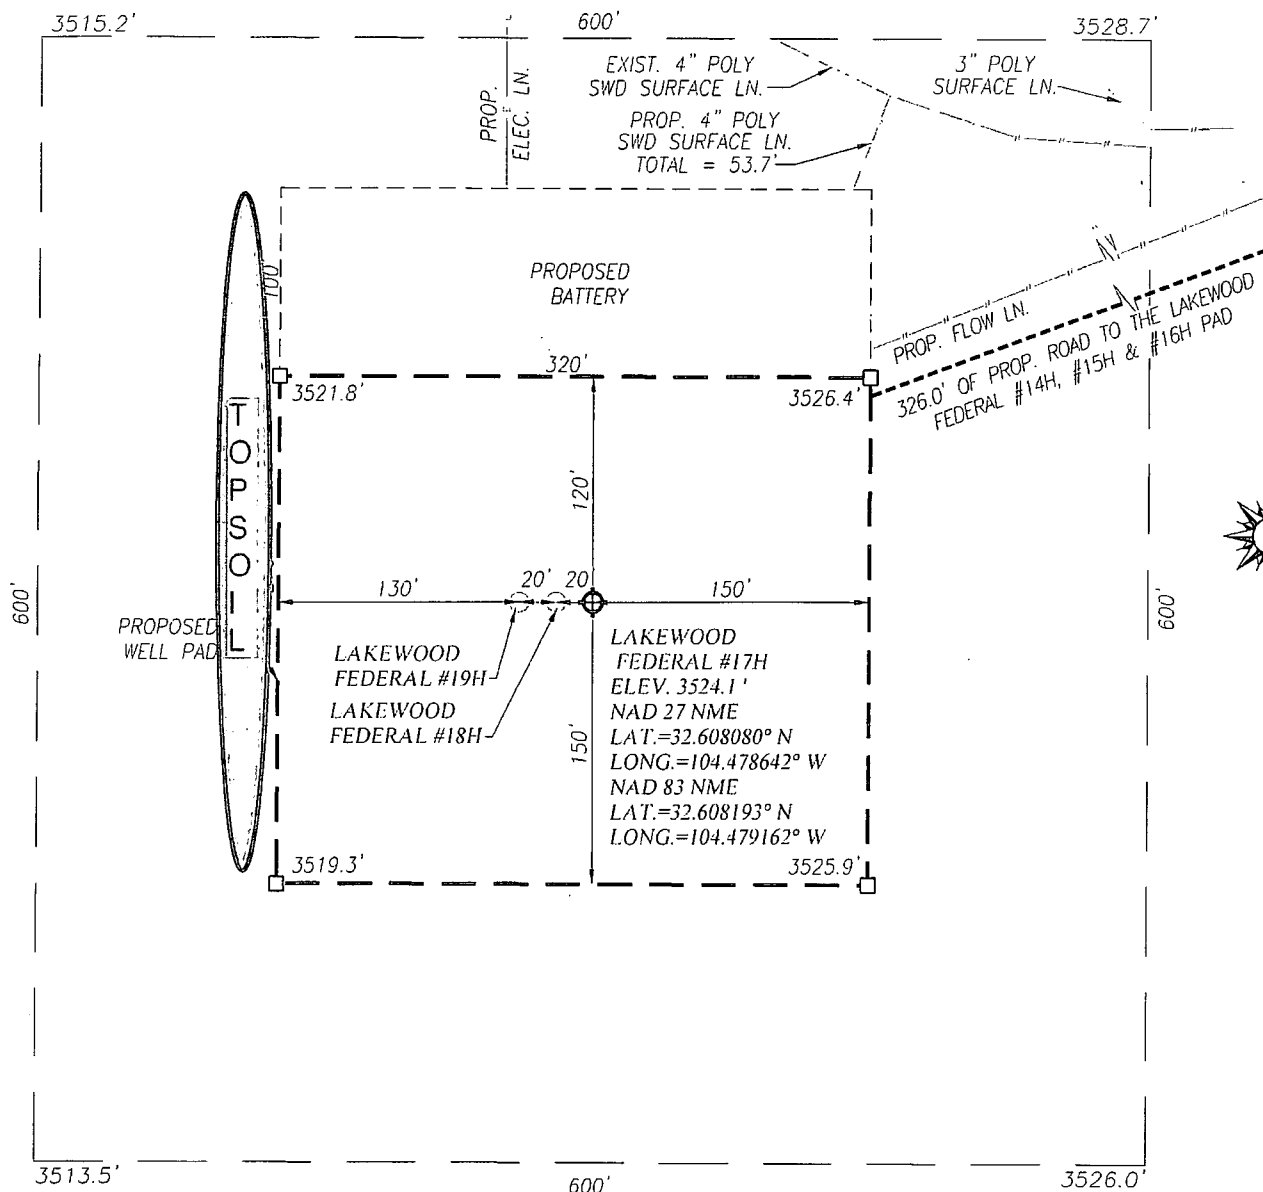 3515.2'
600'
3528.7'
PROP.
ELEC. LN.
EXIST. 4" POLY
SWD SURFACE LN.
3" POLY
SURFACE LN.
PROP. 4" POLY
SWD SURFACE LN.
TOTAL = 53.7'
100'
PROPOSED
BATTERY
PROP. FLOW LN.
326.0' OF PROP. ROAD TO THE LAKEWOOD
FEDERAL #14H, #15H & #16H PAD
320'
3521.8'
3526.4'
TOPSOIL
120'
600'
130'
20'
20'
150'
600'
PROPOSED
WELL PAD
LAKEWOOD
FEDERAL #19H
LAKEWOOD
FEDERAL #18H
150'
LAKEWOOD
FEDERAL #17H
ELEV. 3524.1'
NAD 27 NME
LAT.=32.608080° N
LONG.=104.478642° W
NAD 83 NME
LAT.=32.608193° N
LONG.=104.479162° W
3519.3'
3525.9'
3513.5'
600'
3526.0'